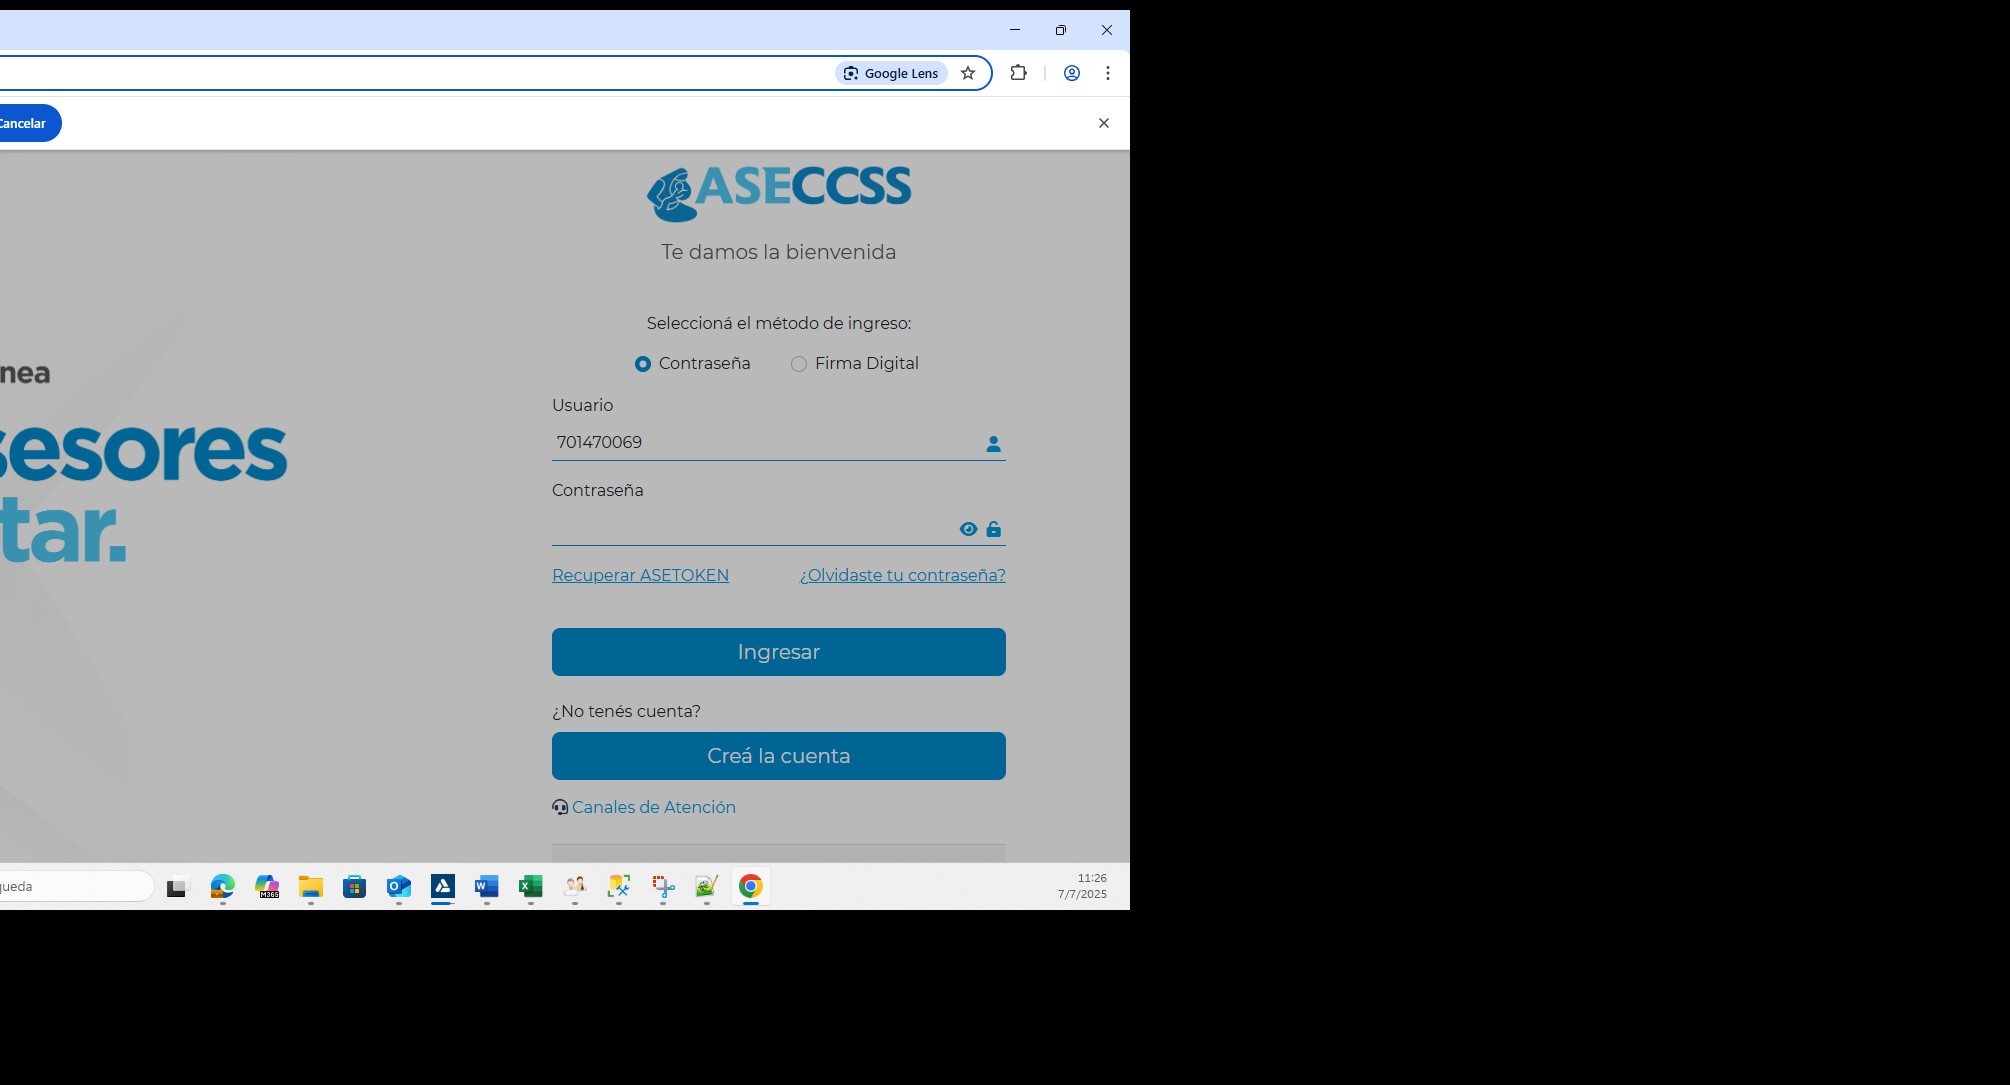 Google Lens
Cancelar
ASECCSS
Te damos la bienvenida
Seleccioná el método de ingreso:
Contraseña
Firma Digital
nea
sesores
tar.
Usuario
701470069
Contraseña
Recuperar ASETOKEN
¿Olvidaste tu contraseña?
Ingresar
¿No tenés cuenta?
Creá la cuenta
Canales de Atención
queda
M365
11:26
7/7/2025